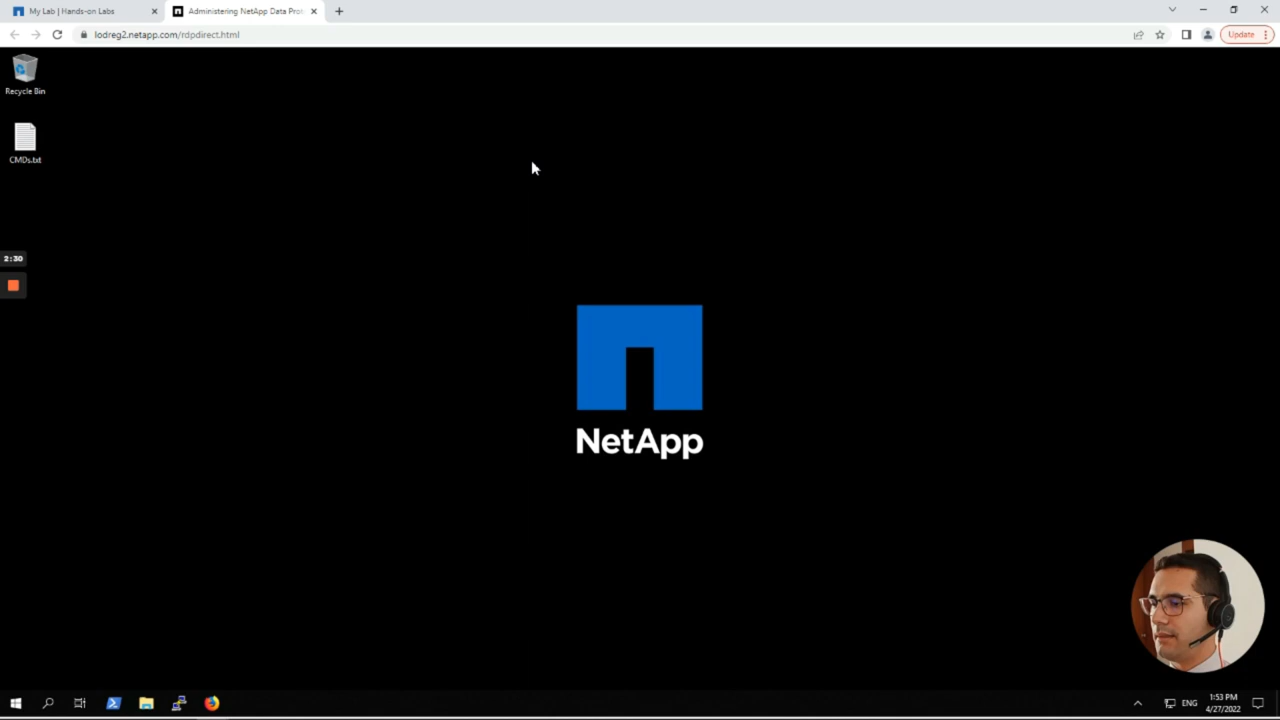 My Lab | Hands-on Labs
Administering NetApp Data Prot
lodreg2.netapp.com/rdpdirect.html
Update
Recycle Bin
CMDs.txt
2:30
NetApp
ENG
1:53 PM
4/27/2022